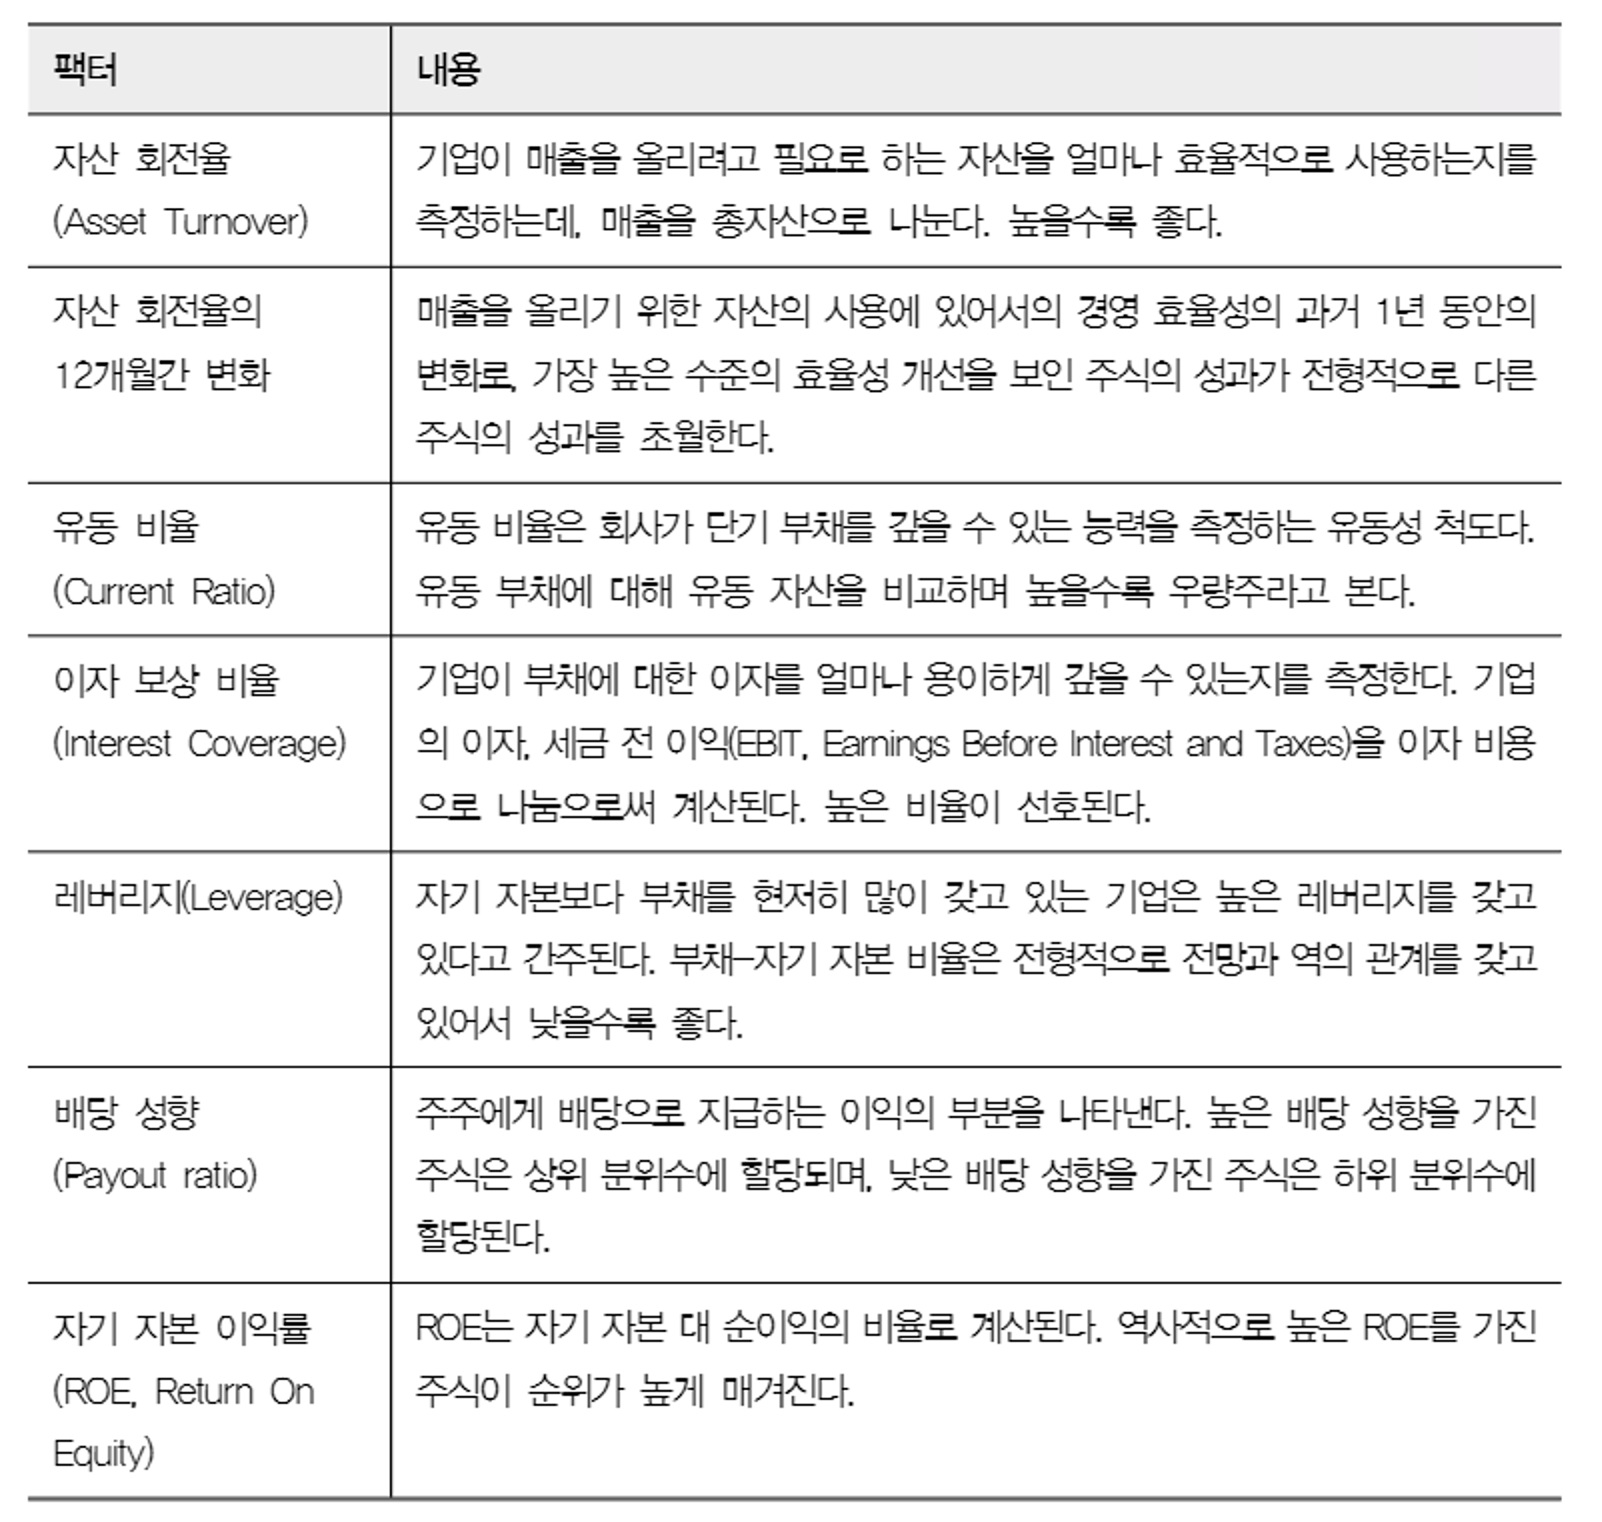 팩터
내용
자산 회전율
(Asset Turnover)
기업이 매출을 올리려고 필요로 하는 자산을 얼마나 효율적으로 사용하는지를
측정하는데, 매출을 총자산으로 나눈다. 높을수록 좋다.
자산 회전율의
12개월간 변화
매출을 올리기 위한 자산의 사용에 있어서의 경영 효율성의 과거 1년 동안의
변화로, 가장 높은 수준의 효율성 개선을 보인 주식의 성과가 전형적으로 다른
주식의 성과를 초월한다.
유동 비율
(Current Ratio)
유동 비율은 회사가 단기 부채를 갚을 수 있는 능력을 측정하는 유동성 척도다.
유동 부채에 대해 유동 자산을 비교하며 높을수록 우량주라고 본다.
이자 보상 비율
(Interest Coverage)
기업이 부채에 대한 이자를 얼마나 용이하게 갚을 수 있는지를 측정한다. 기업
의 이자, 세금 전 이익(EBIT, Earnings Before Interest and Taxes)을 이자 비용
으로 나눔으로써 계산된다. 높은 비율이 선호된다.
레버리지(Leverage)
자기 자본보다 부채를 현저히 많이 갖고 있는 기업은 높은 레버리지를 갖고
있다고 간주된다. 부채-자기 자본 비율은 전형적으로 전망과 역의 관계를 갖고
있어서 낮을수록 좋다.
배당 성향
(Payout ratio)
주주에게 배당으로 지급하는 이익의 부분을 나타낸다. 높은 배당 성향을 가진
주식은 상위 분위수에 할당되며, 낮은 배당 성향을 가진 주식은 하위 분위수에
할당된다.
자기 자본 이익률
(ROE, Return On
Equity)
ROE는 자기 자본 대 순이익의 비율로 계산된다. 역사적으로 높은 ROE를 가진
주식이 순위가 높게 매겨진다.